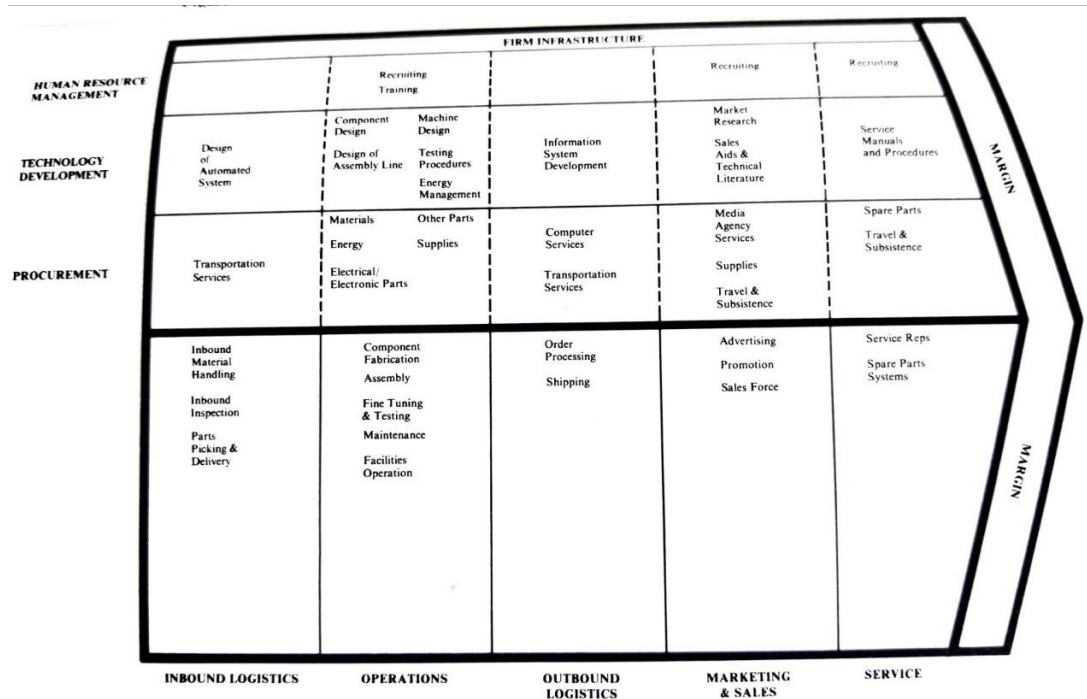 FIRM INFRASTRUCTURE
HUMAN RESOURCE
MANAGEMENT
Recruiting
Training
Recruiting
Recruiting
TECHNOLOGY
DEVELOPMENT
Design
of
Automated
System
Component
Design
Design of
Assembly Line
Machine
Design
Testing
Procedures
Energy
Management
Information
System
Development
Market
Research
Sales
Aids &
Technical
Literature
Service
Manuals
and Procedures
MARGIN
PROCUREMENT
Transportation
Services
Materials
Energy
Electrical/
Electronic Parts
Other Parts
Supplies
Computer
Services
Transportation
Services
Media
Agency
Services
Supplies
Travel &
Subsistence
Spare Parts
Travel &
Subsistence
Inbound
Material
Handling
Inbound
Inspection
Parts
Picking &
Delivery
Component
Fabrication
Assembly
Fine Tuning
& Testing
Maintenance
Facilities
Operation
Order
Processing
Shipping
Advertising
Promotion
Sales Force
Service Reps
Spare Parts
Systems
MARGIN
INBOUND LOGISTICS
OPERATIONS
OUTBOUND
LOGISTICS
MARKETING
& SALES
SERVICE